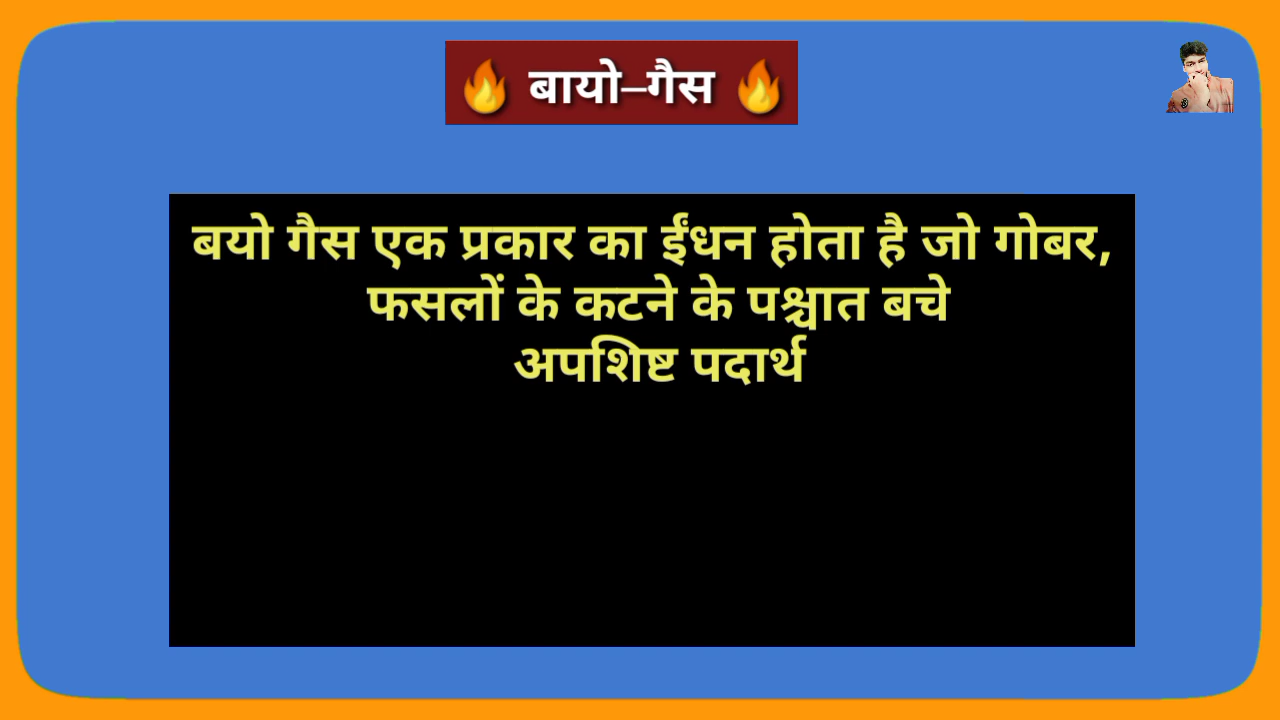 🔥 बायो–गैस 🔥
बयो गैस एक प्रकार का ईंधन होता है जो गोबर,
फसलों के कटने के पश्चात बचे
अपशिष्ट पदार्थ